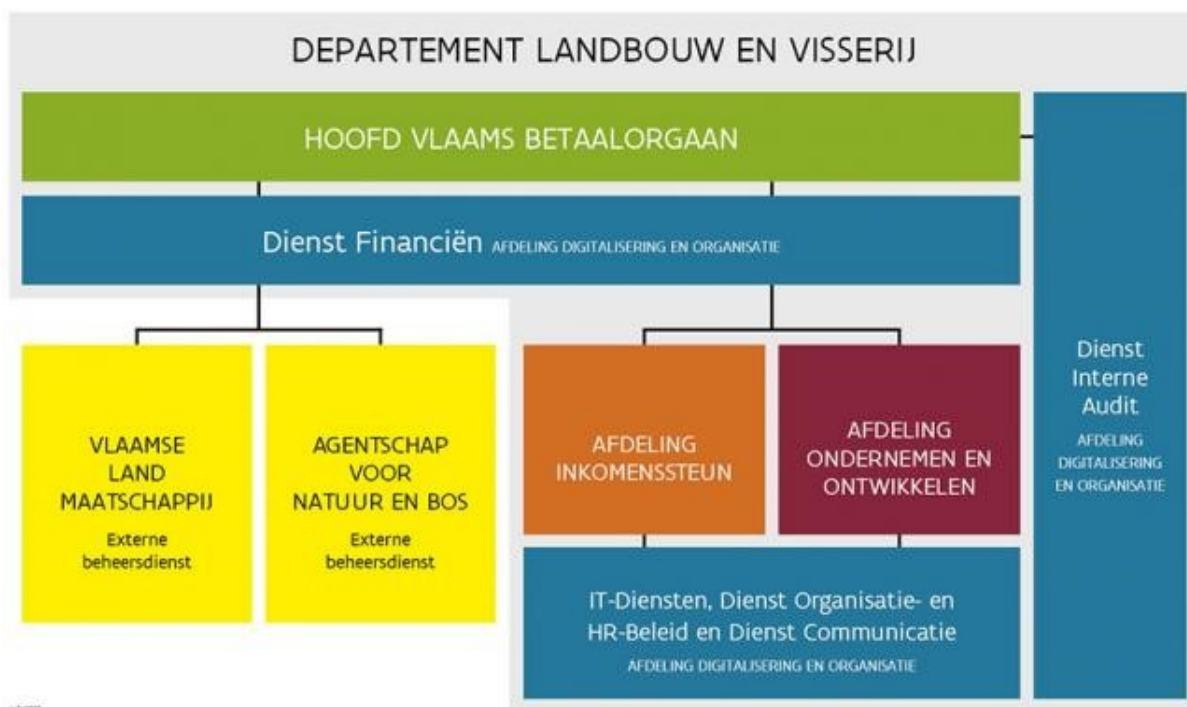 DEPARTEMENT LANDBOUW EN VISSERIJ
HOOFD VLAAMS BETAALORGAAN
Dienst Financiën AFDELING DIGITALISERING EN ORGANISATIE
VLAAMSE
LAND
MAATSCHAPPIJ
Externe
beheersdienst
AGENTSCHAP
VOOR
NATUUR EN BOS
Externe
beheersdienst
AFDELING
INKOMENSSTEUN
AFDELING
ONDERNEMEN EN
ONTWIKKELEN
IT-Diensten, Dienst Organisatie- en
HR-Beleid en Dienst Communicatie
AFDELING DIGITALISERING EN ORGANISATIE
Dienst
Interne
Audit
AFDELING
DIGITALISERING
EN ORGANISATIE